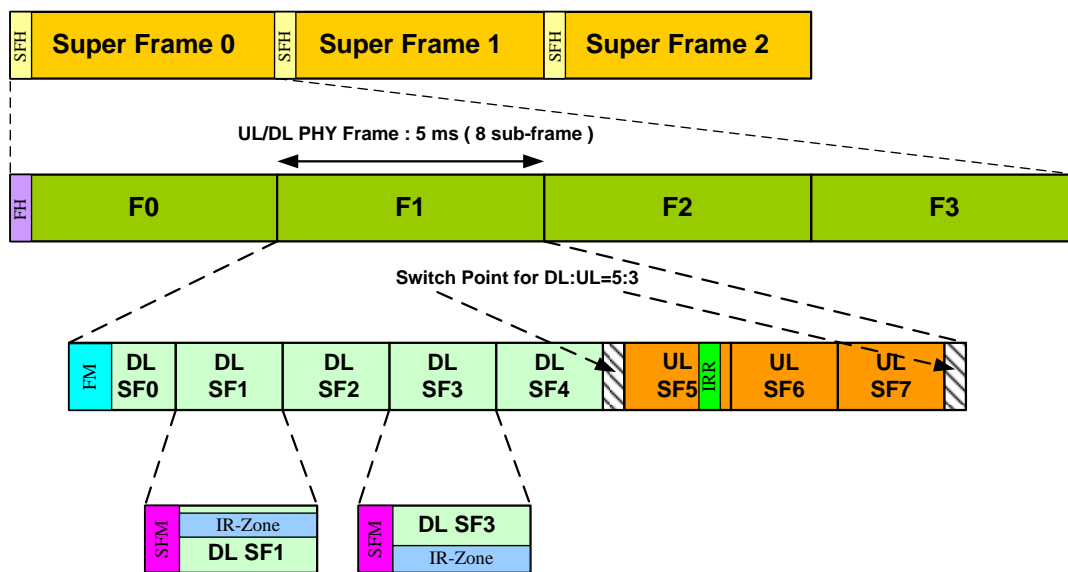 SFH
Super Frame 0
SFH
Super Frame 1
SFH
Super Frame 2
UL/DL PHY Frame : 5 ms ( 8 sub-frame )
FH
F0
F1
F2
F3
Switch Point for DL:UL=5:3
FM
DL
SF0
DL
SF1
DL
SF2
DL
SF3
DL
SF4
UL
SF5
IRR
UL
SF6
UL
SF7
SFM
IR-Zone
DL SF1
SFM
DL SF3
IR-Zone